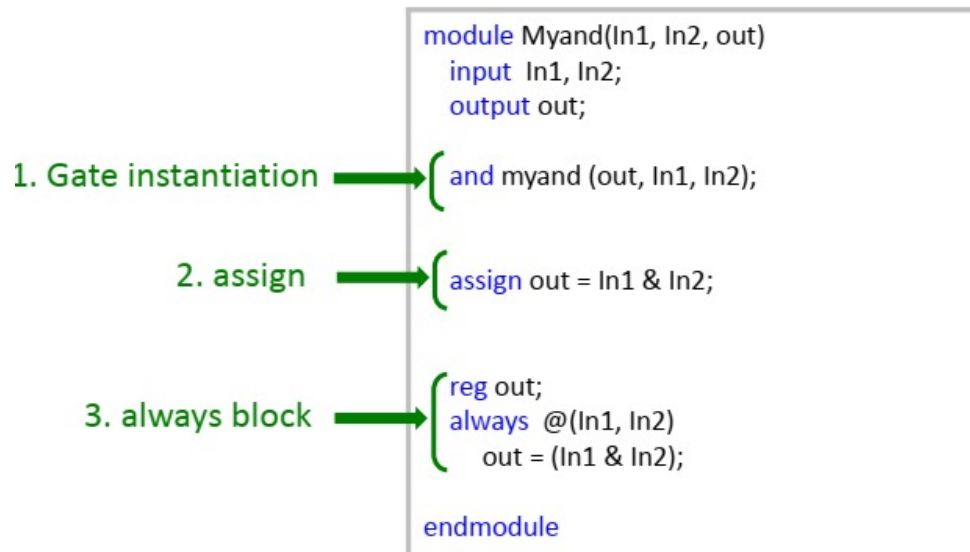 module Myand(In1, In2, out)
input In1, In2;
output out;
1. Gate instantiation
and myand (out, In1, In2);
2. assign
assign out = In1 & In2;
reg out;
3. always block
always @(In1, In2)
out = (In1 & In2);
endmodule